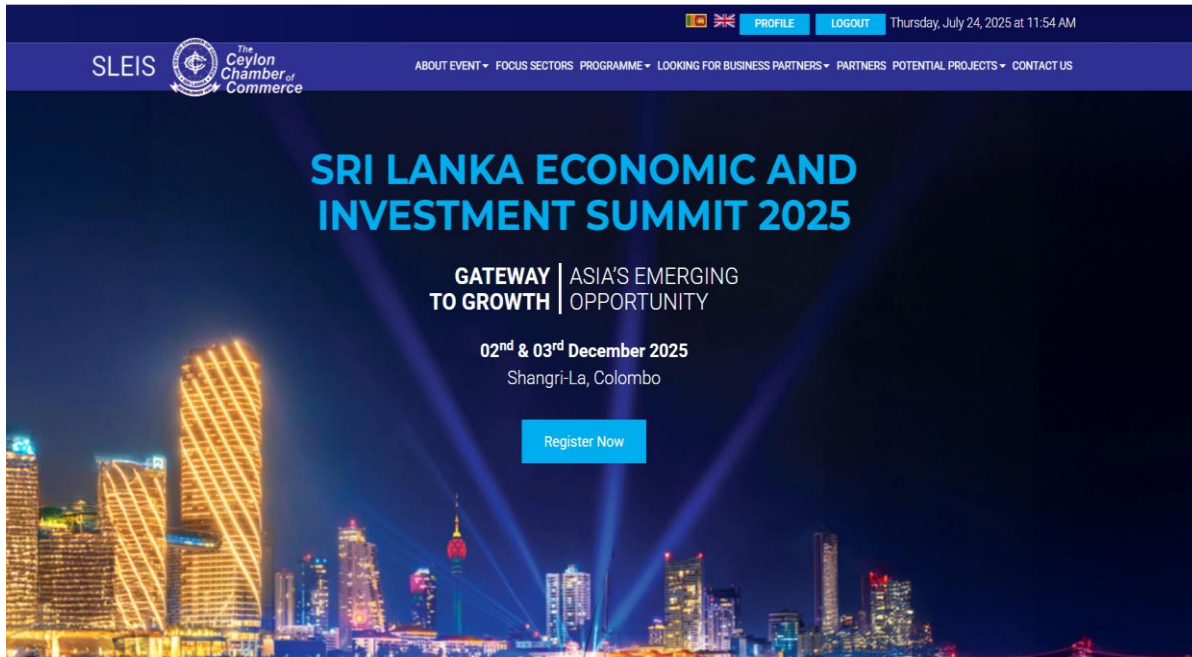 PROFILE LOGOUT Thursday, July 24, 2025 at 11:54 AM
SLEIS
The
Ceylon
Chamber of
Commerce
ABOUT EVENT FOCUS SECTORS PROGRAMME LOOKING FOR BUSINESS PARTNERS PARTNERS POTENTIAL PROJECTS CONTACT US
SRI LANKA ECONOMIC AND
INVESTMENT SUMMIT 2025
GATEWAY
TO GROWTH
ASIA'S EMERGING
OPPORTUNITY
02nd & 03rd December 2025
Shangri-La, Colombo
Register Now